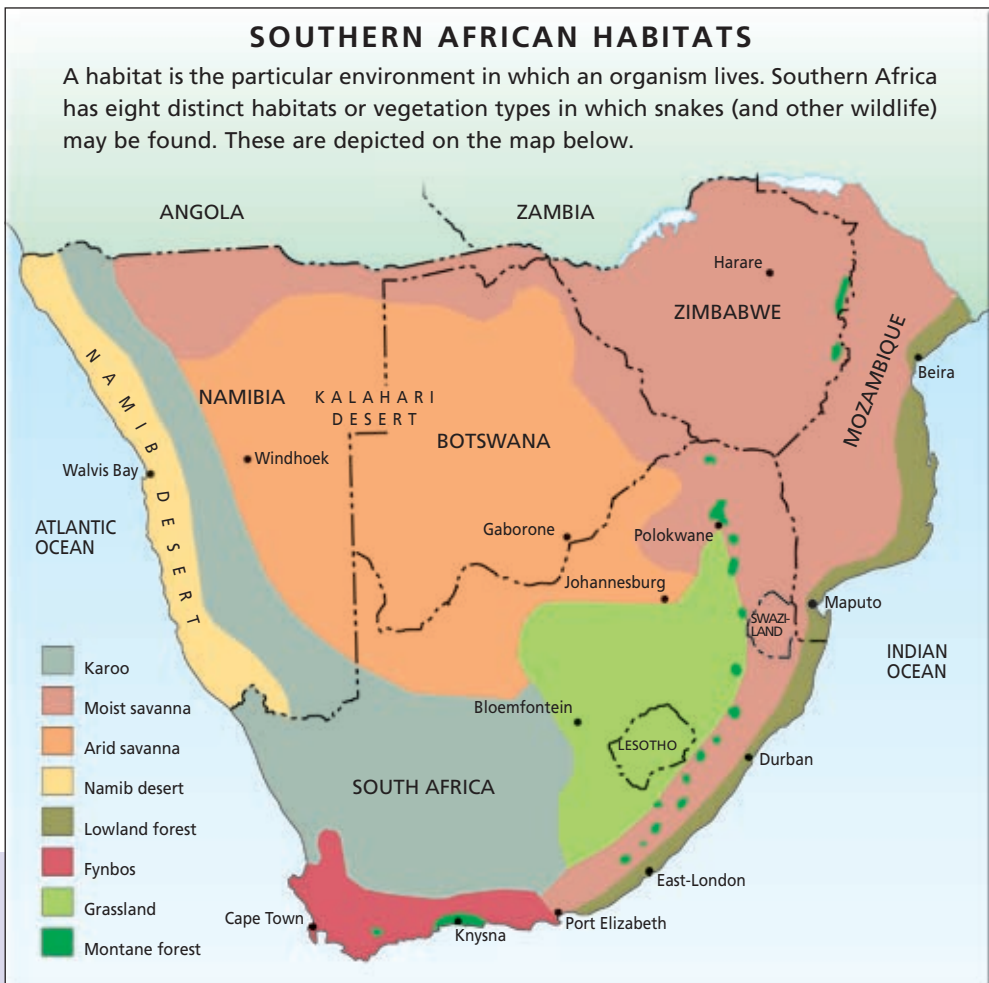 SOUTHERN AFRICAN HABITATS
A habitat is the particular environment in which an organism lives. Southern Africa
has eight distinct habitats or vegetation types in which snakes (and other wildlife)
may be found. These are depicted on the map below.
ANGOLA
ZAMBIA
Harare
ZIMBABWE
MOZAMBIQUE
Beira
NAMIB DESERT
NAMIBIA
KALAHARI
DESERT
BOTSWANA
Windhoek
Walvis Bay
ATLANTIC
OCEAN
Gaborone
Polokwane
Johannesburg
SWAZI-
LAND
Maputo
INDIAN
OCEAN
Bloemfontein
LESOTHO
Durban
SOUTH AFRICA
East-London
Port Elizabeth
Cape Town
Knysna
Karoo
Moist savanna
Arid savanna
Namib desert
Lowland forest
Fynbos
Grassland
Montane forest